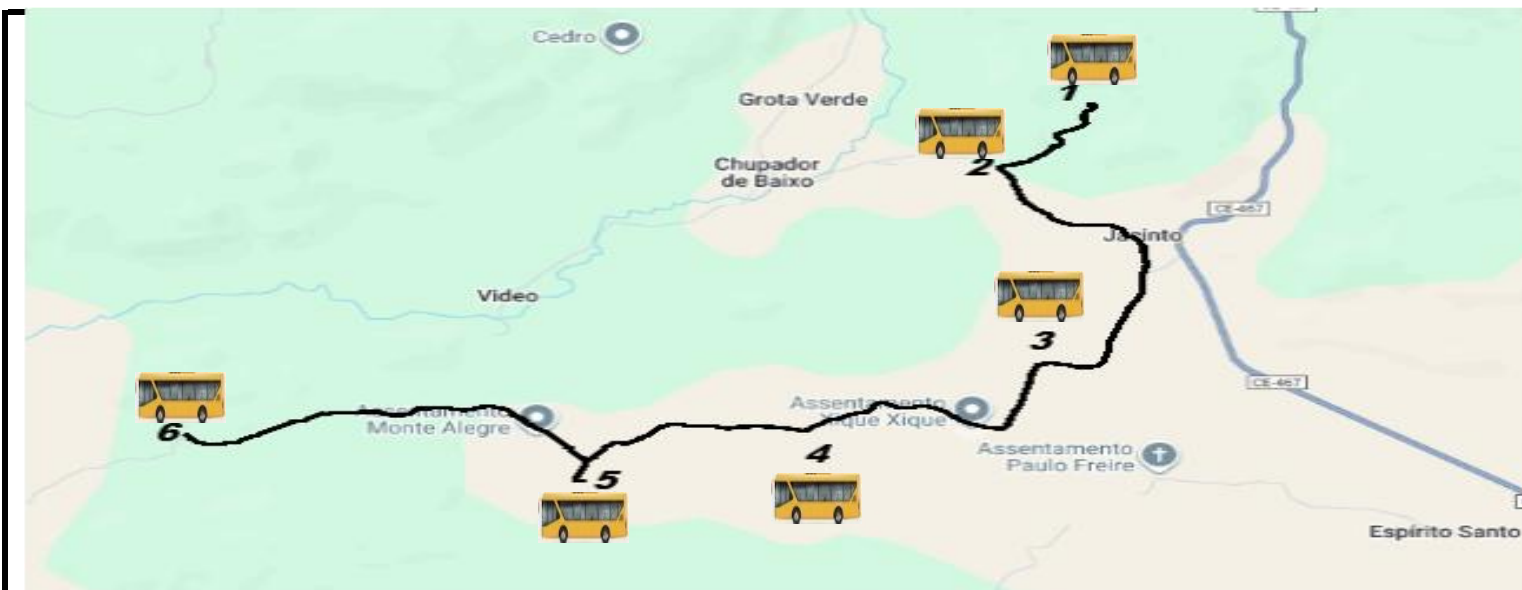 Cedro
1
Grota Verde
2
Chupador
de Baixo
CE-467
Jacinto
Video
3
CE-467
Assentamento
Xique Xique
Assentamento
Monte Alegre
6
4
Assentamento
Paulo Freire
5
Espírito Santo